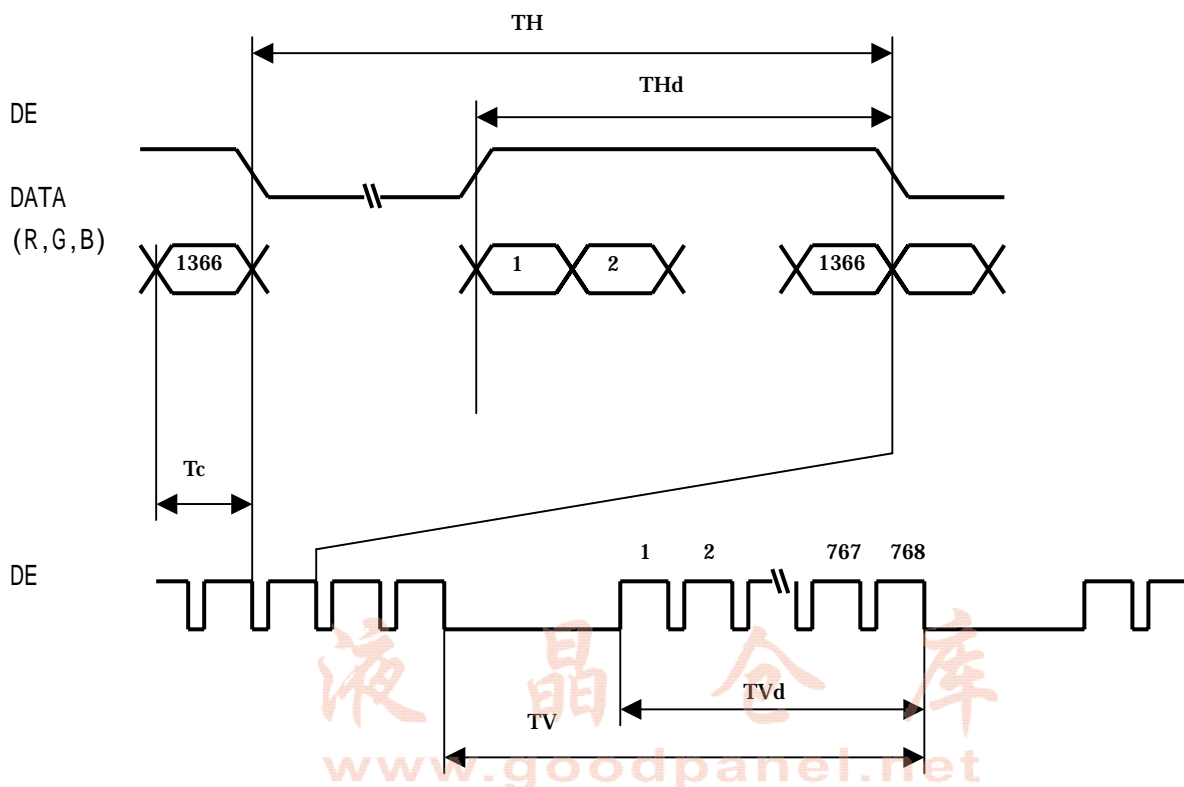 TH
THd
DE
DATA
(R,G,B)
1366 1 2 1366
Tc
1 2 767 768
DE
TVd
TV
液晶仓库
www.goodpanel.net